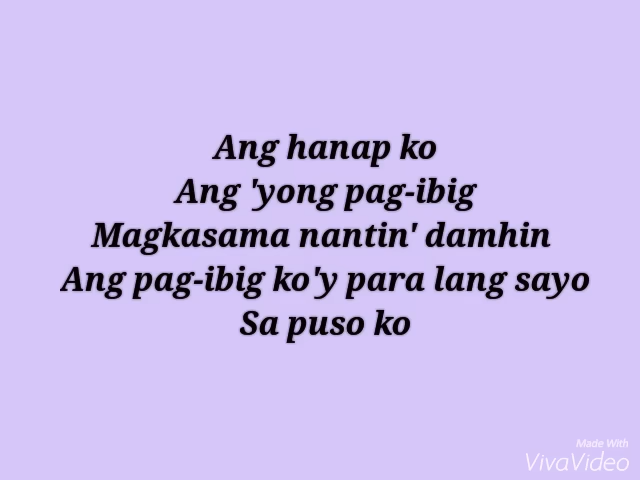 Ang hanap ko
Ang 'yong pag-ibig
Magkasama nantin' damhin
Ang pag-ibig ko'y para lang sayo
Sa puso ko
Made With
VivaVideo